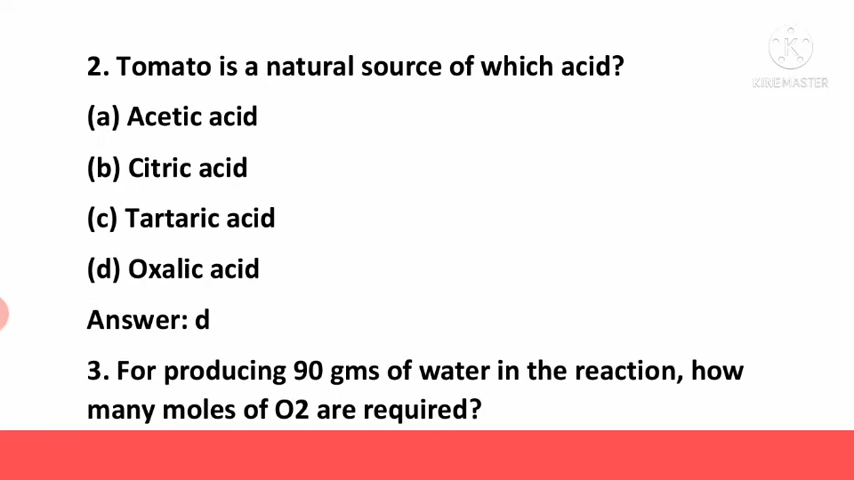 2. Tomato is a natural source of which acid?
(a) Acetic acid
(b) Citric acid
(c) Tartaric acid
(d) Oxalic acid
Answer: d
3. For producing 90 gms of water in the reaction, how
many moles of O2 are required?
K
KINEMASTER